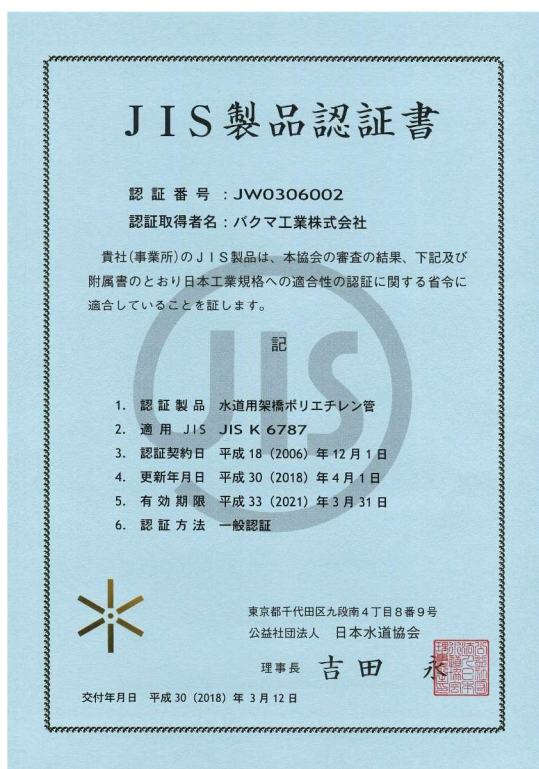 JIS製品認証書
認証番号：JW0306002
認証取得者名：バクマ工業株式会社
貴社(事業所)のJIS製品は、本協会の審査の結果、下記及び
附属書のとおり日本工業規格への適合性の認証に関する省令に
適合していることを証します。
記
JIS
1. 認証製品 水道用架橋ポリエチレン管
2. 適用 JIS JIS K 6787
3. 認証契約日 平成18（2006）年12月1日
4. 更新年月日 平成30（2018）年4月1日
5. 有効期限 平成33（2021）年3月31日
6. 認証方法 一般認証
東京都千代田区九段南4丁目8番9号
公益社団法人 日本水道協会
理事長 吉田 永
交付年月日 平成30（2018）年3月12日